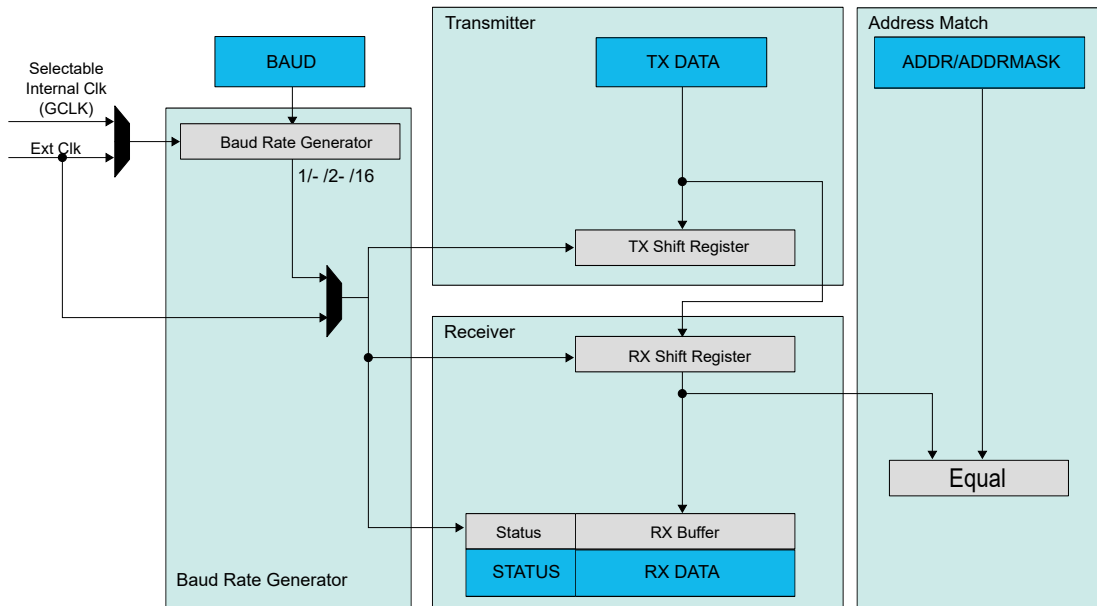 Transmitter
Address Match
BAUD
TX DATA
ADDR/ADDRMASK
Selectable
Internal Clk
(GCLK)
Baud Rate Generator
Ext Clk
1/- /2- /16
TX Shift Register
Receiver
RX Shift Register
Equal
Status
RX Buffer
STATUS
RX DATA
Baud Rate Generator